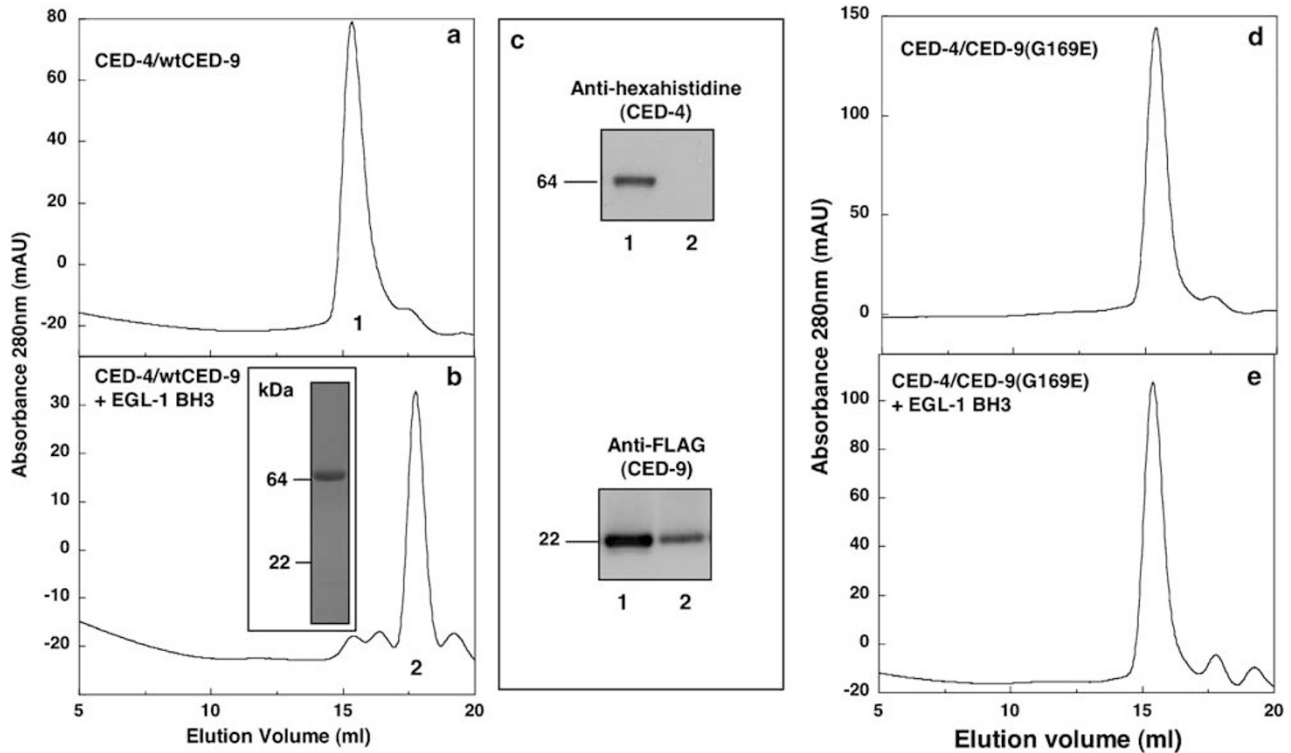 a
CED-4/wtCED-9
80
60
40
20
0
-20
1
b
CED-4/wtCED-9
+ EGL-1 BH3
30
20
10
0
-10
-20
kDa
64
22
2
5
10
15
20
Elution Volume (ml)
Absorbance 280nm (mAU)
c
Anti-hexahistidine
(CED-4)
64
1 2
Anti-FLAG
(CED-9)
22
1 2
d
CED-4/CED-9(G169E)
150
100
50
0
e
CED-4/CED-9(G169E)
+ EGL-1 BH3
100
80
60
40
20
0
-20
5
10
15
20
Elution volume (ml)
Absorbance 280nm (mAU)